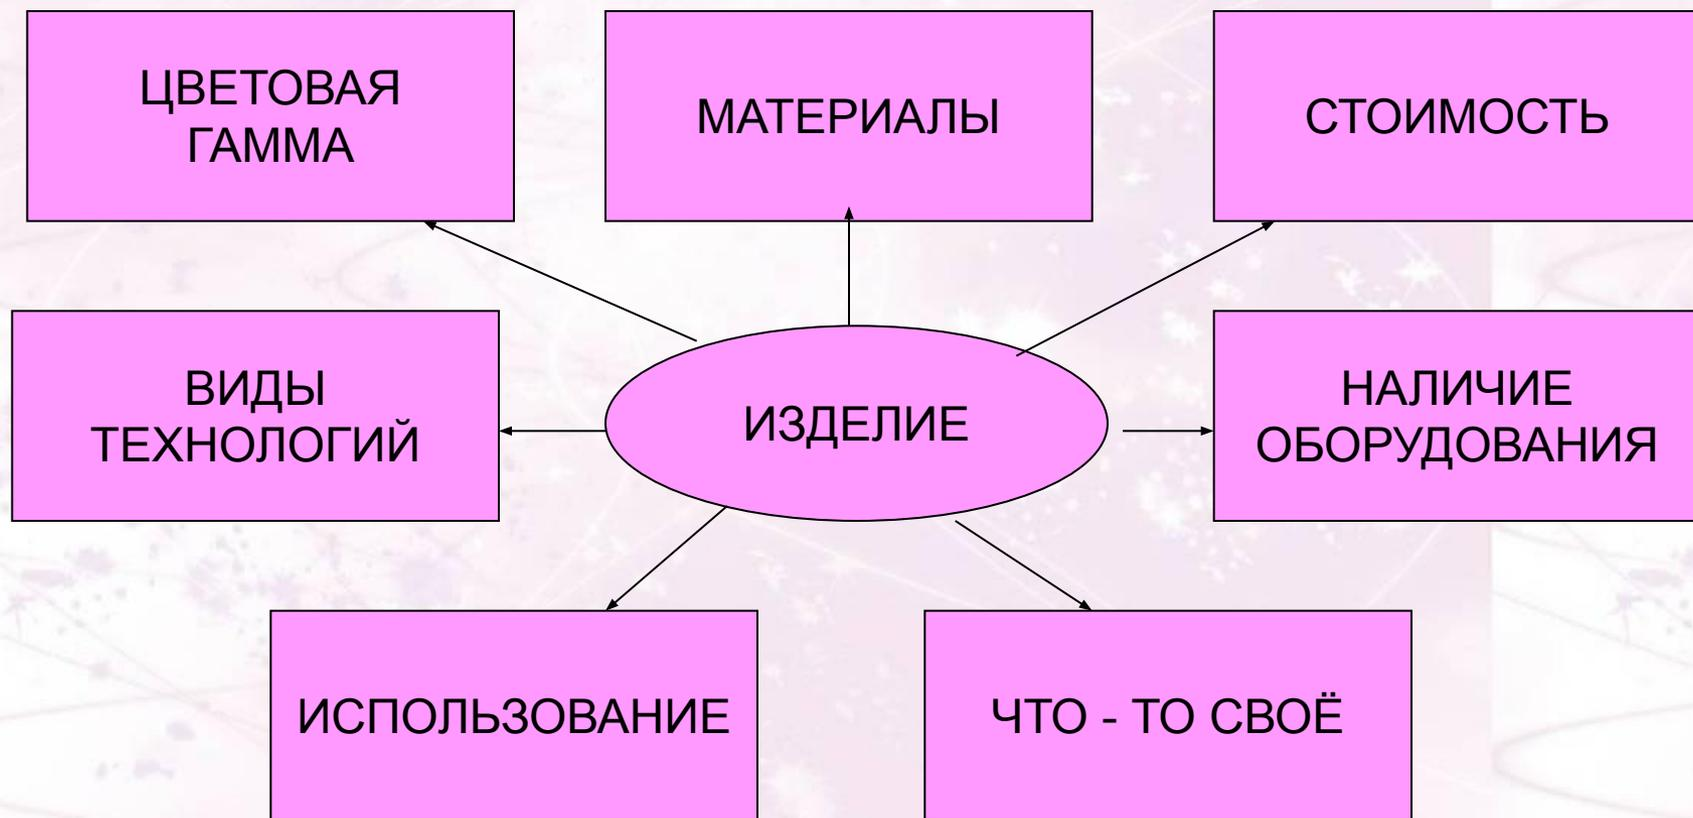 ЦВЕТОВАЯ
ГАММА
МАТЕРИАЛЫ
СТОИМОСТЬ
ВИДЫ
ТЕХНОЛОГИЙ
ИЗДЕЛИЕ
НАЛИЧИЕ
ОБОРУДОВАНИЯ
ИСПОЛЬЗОВАНИЕ
ЧТО - ТО СВОЁ